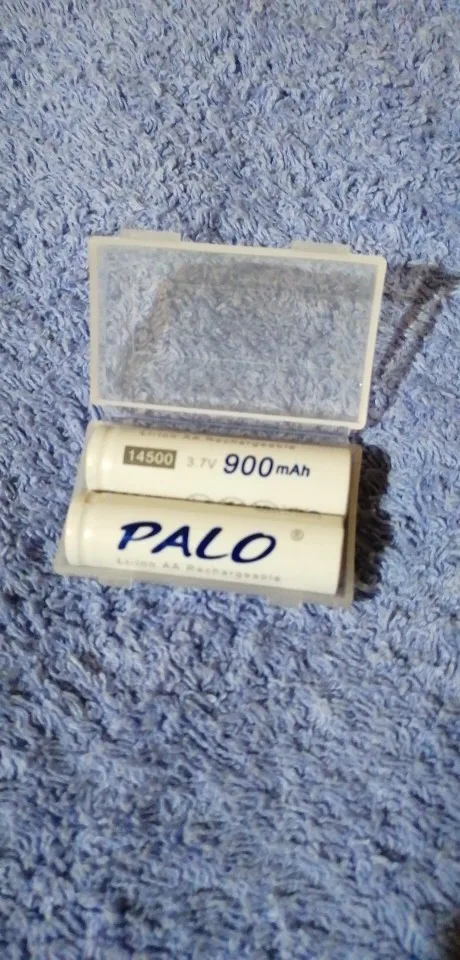 Li-ion AA Rechargeable
14500 3.7V 900mAh
PALO ®
Li-ion AA Rechargeable